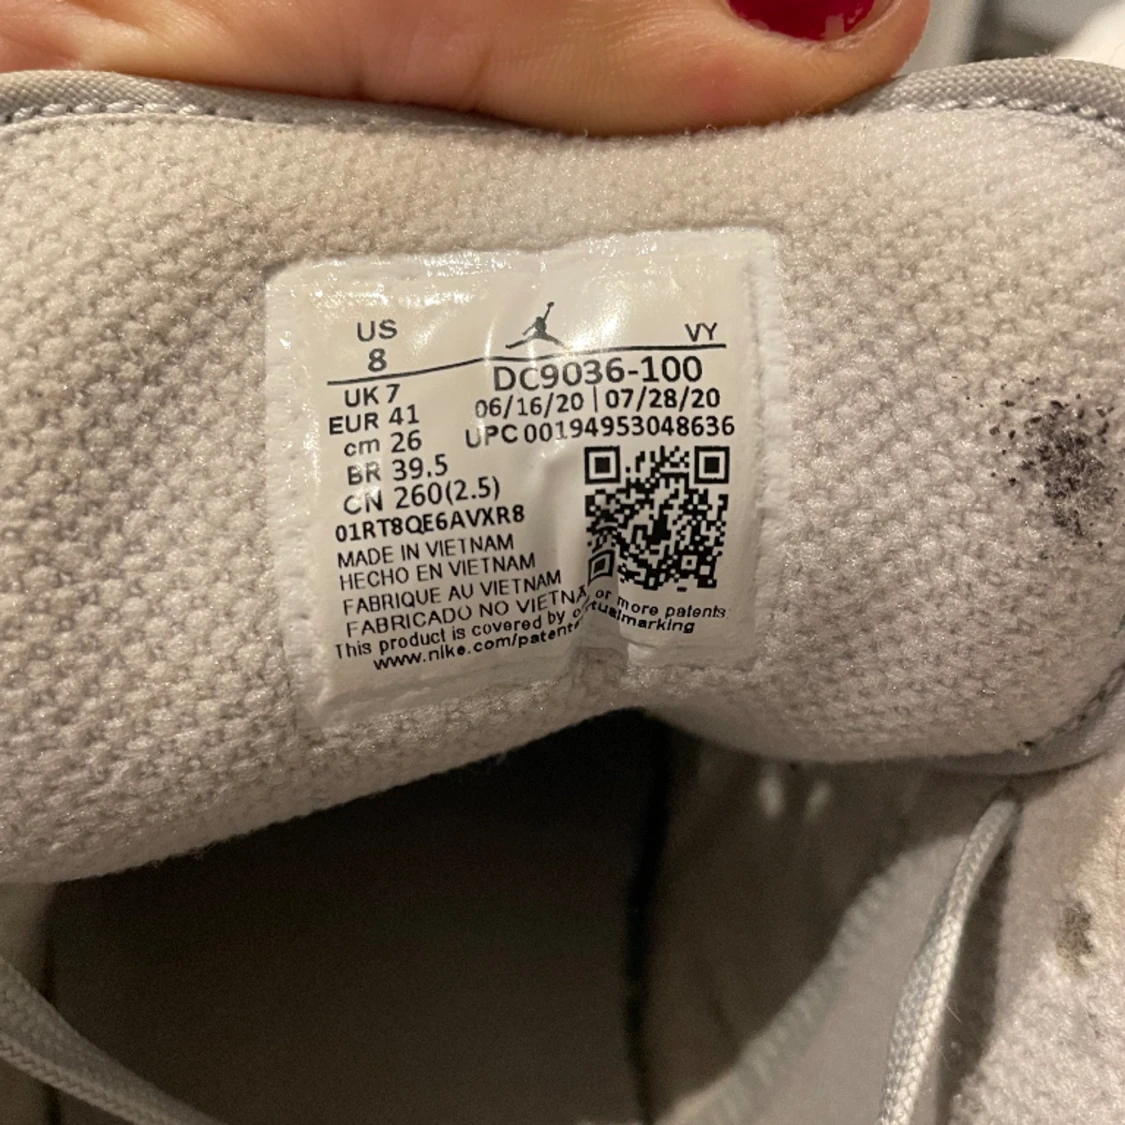 US
8
VY
UK 7
EUR 41
cm 26
BR 39.5
CN 260(2.5)
DC9036-100
06/16/20 | 07/28/20
UPC 00194953048636
01RT8QE6AVXR8
MADE IN VIETNAM
HECHO EN VIETNAM
FABRIQUE AU VIETNAM
FABRICADO NO VIETNA
This product is covered by or more patents
www.nike.com/patents